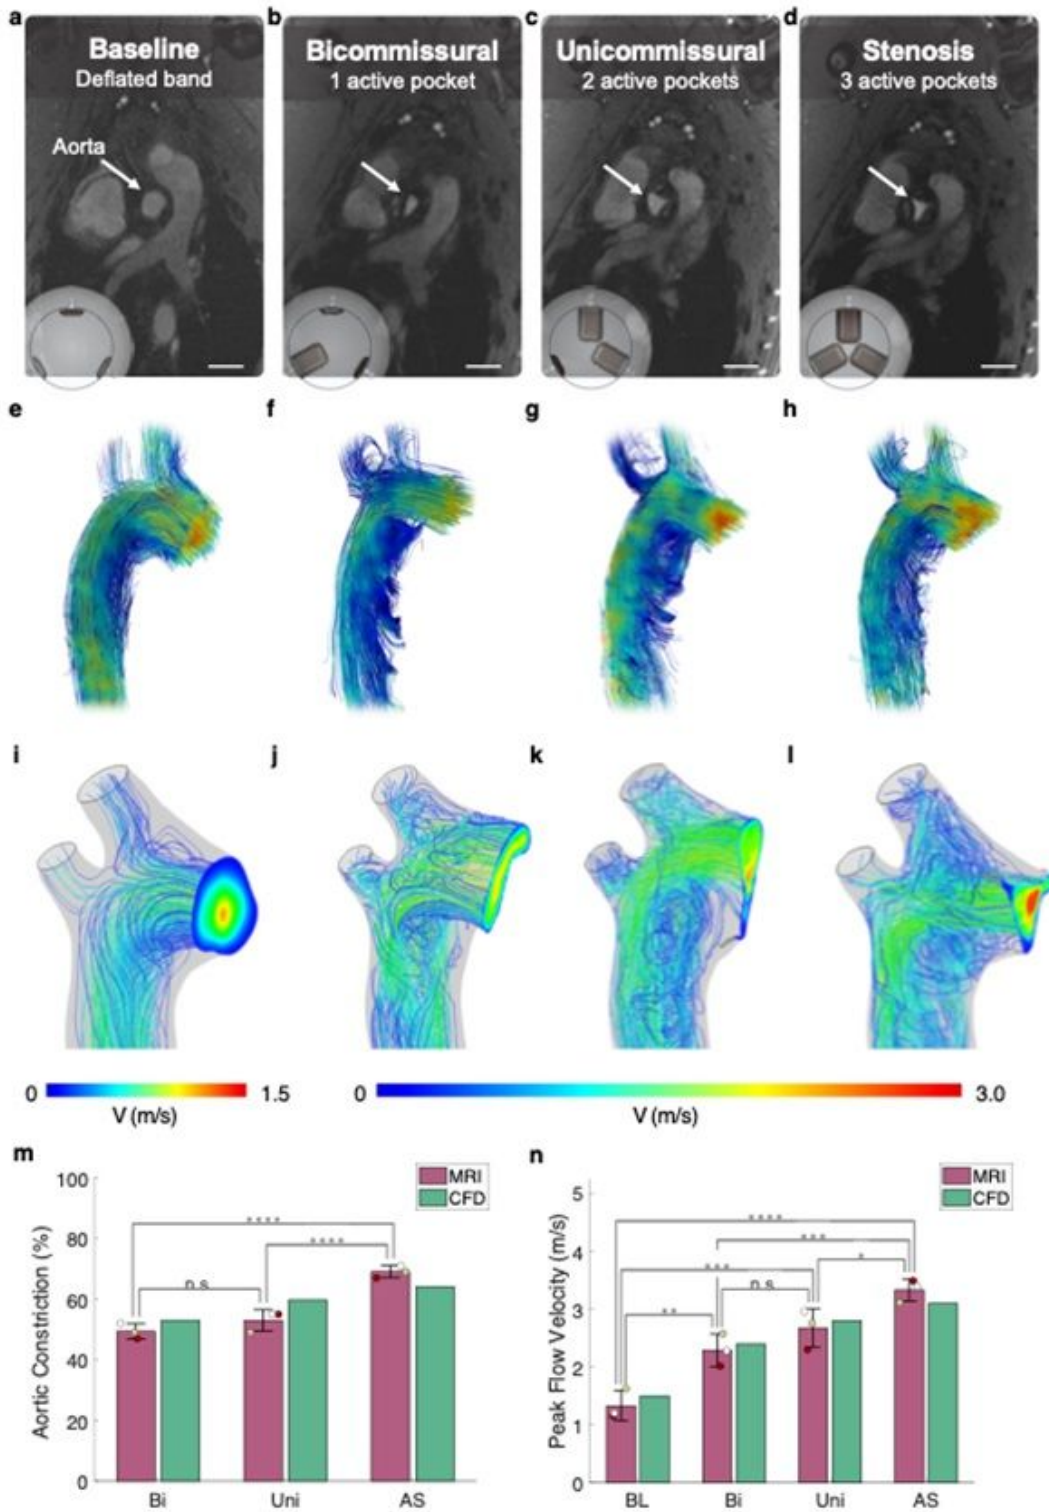 a
Baseline
Deflated band
Aorta
b
Bicommissural
1 active pocket
c
Unicommissural
2 active pockets
d
Stenosis
3 active pockets
e
f
g
h
i
j
k
l
0
1.5
V (m/s)
0
3.0
V (m/s)
m
MRI
CFD
Aortic Constriction (%)
100
80
60
40
20
0
****
****
n.s
Bi
Uni
AS
n
MRI
CFD
Peak Flow Velocity (m/s)
5
4
3
2
1
0
****
***
***
*
**
n.s
BL
Bi
Uni
AS